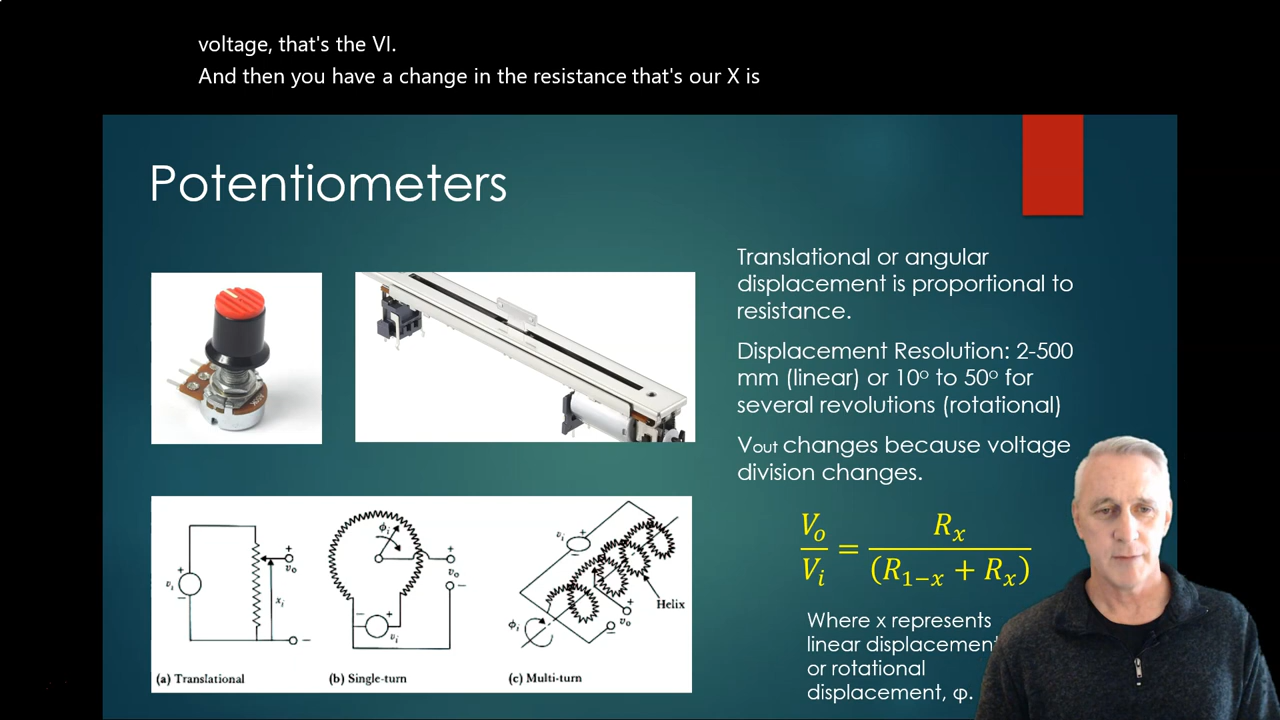 voltage, that's the VI.
And then you have a change in the resistance that's our X is
Potentiometers
Translational or angular
displacement is proportional to
resistance.
Displacement Resolution: 2-500
mm (linear) or 10° to 50° for
several revolutions (rotational)
Vout changes because voltage
division changes.
Vo/Vi = Rx/(R1−x + Rx)
Where x represents
linear displacement
or rotational
displacement, φ.
vi + − + vo − xi
(a) Translational
ϕi + vo − − + vi
(b) Single-turn
vi + ϕi + vo − Helix
(c) Multi-turn